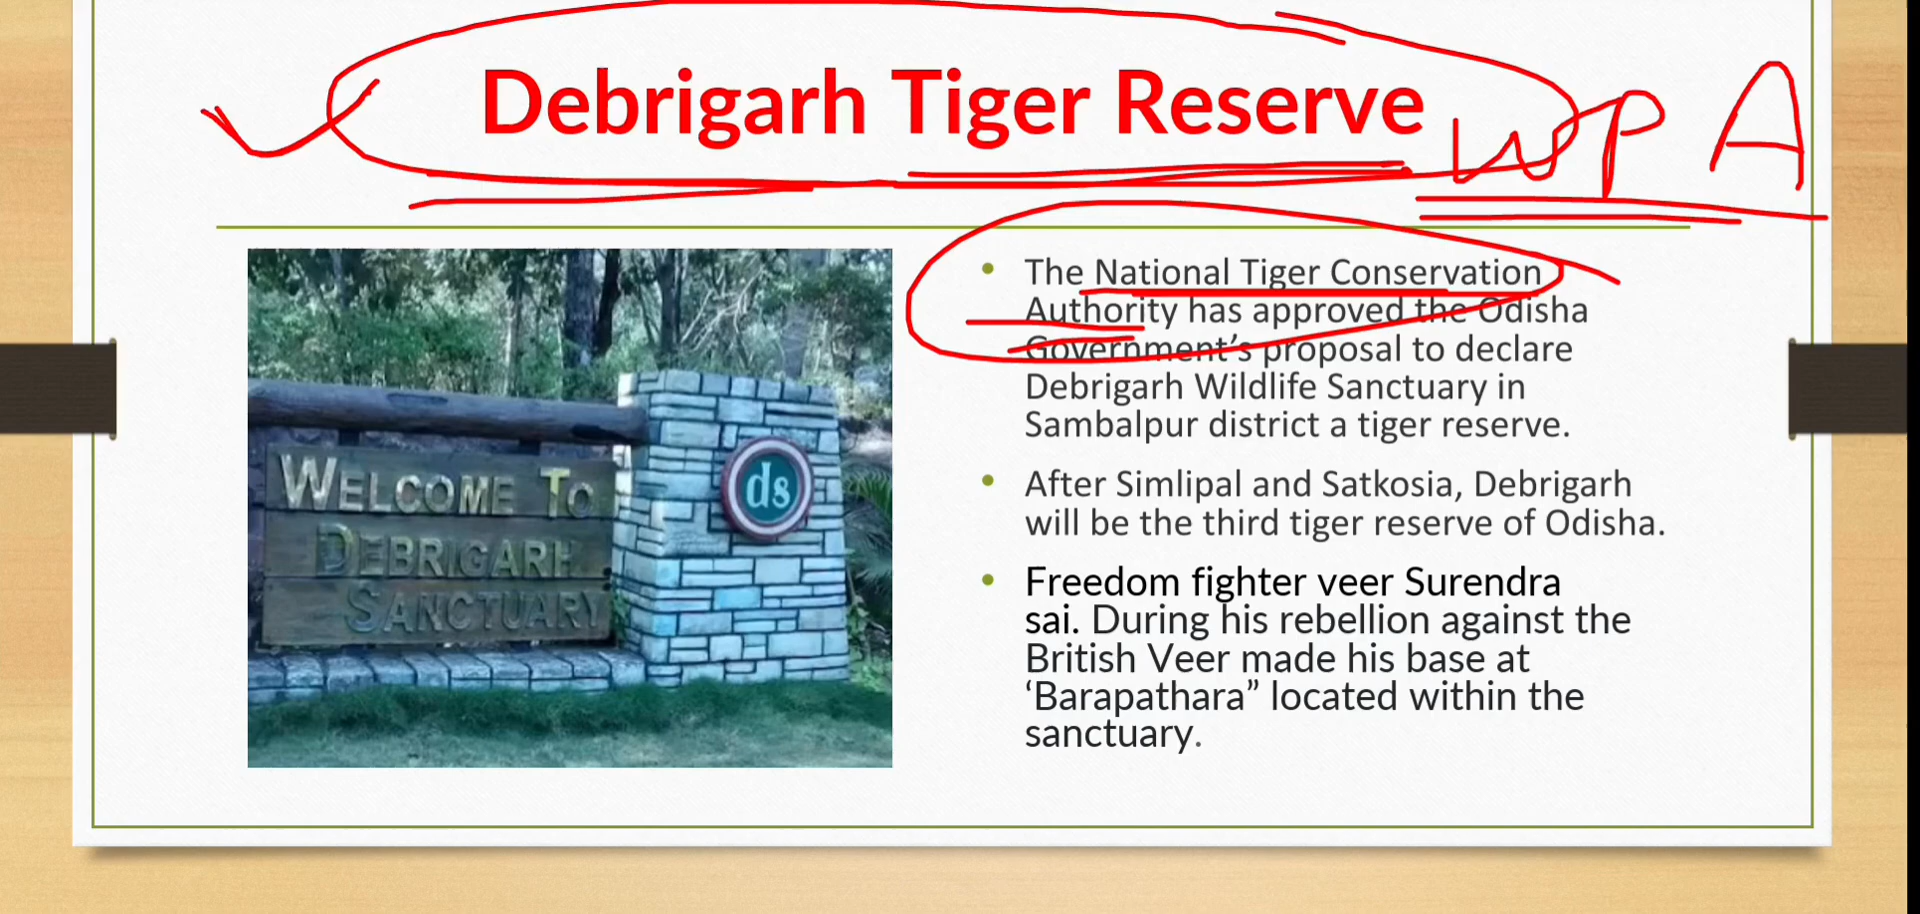 Debrigarh Tiger Reserve
WPA
WELCOME TO
DEBRIGARH
SANCTUARY
ds
• The National Tiger Conservation
Authority has approved the Odisha
Government’s proposal to declare
Debrigarh Wildlife Sanctuary in
Sambalpur district a tiger reserve.
• After Simlipal and Satkosia, Debrigarh
will be the third tiger reserve of Odisha.
• Freedom fighter veer Surendra
sai. During his rebellion against the
British Veer made his base at
‘Barapathara” located within the
sanctuary.